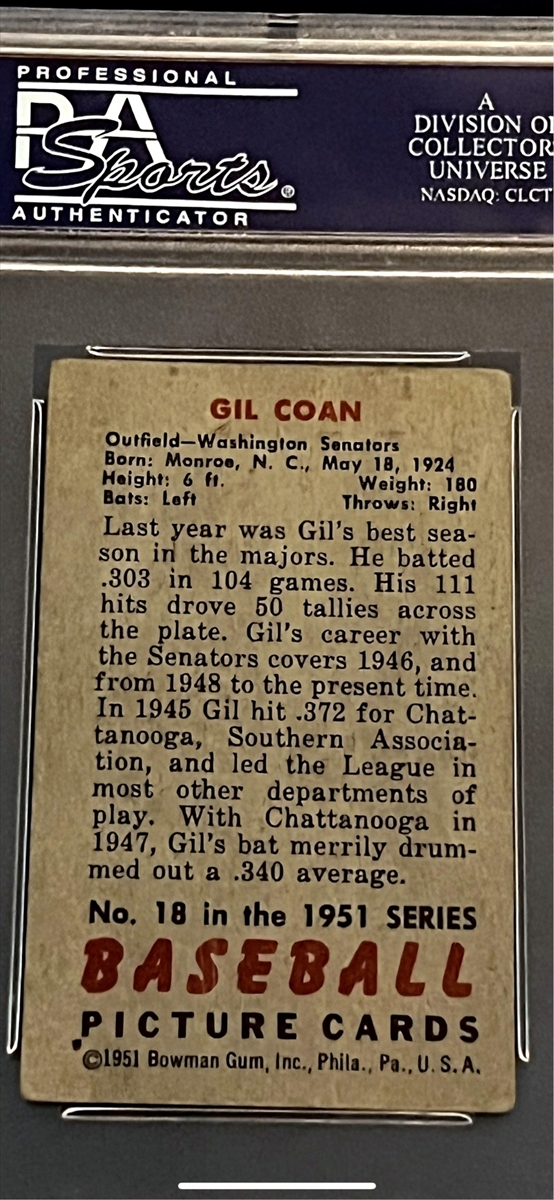 PROFESSIONAL
PSA
Sports®
AUTHENTICATOR
A
DIVISION OF
COLLECTOR
UNIVERSE
NASDAQ: CLCT
GIL COAN
Outfield—Washington Senators
Born: Monroe, N. C., May 18, 1924
Height: 6 ft. Weight: 180
Bats: Left Throws: Right
Last year was Gil's best sea-
son in the majors. He batted
.303 in 104 games. His 111
hits drove 50 tallies across
the plate. Gil's career with
the Senators covers 1946, and
from 1948 to the present time.
In 1945 Gil hit .372 for Chat-
tanooga, Southern Associa-
tion, and led the League in
most other departments of
play. With Chattanooga in
1947, Gil's bat merrily drum-
med out a .340 average.
No. 18 in the 1951 SERIES
BASEBALL
PICTURE CARDS
©1951 Bowman Gum, Inc., Phila., Pa., U. S. A.